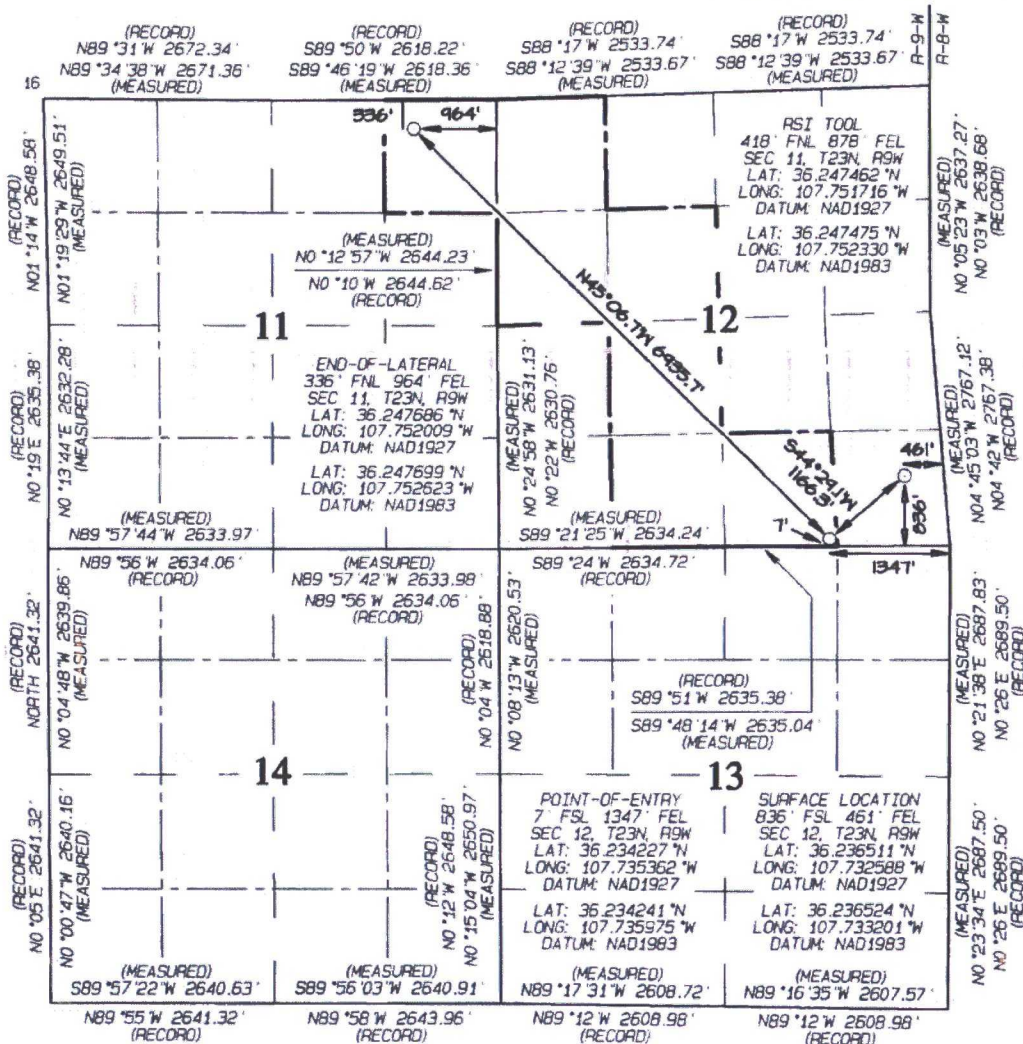 (RECORD)
N89°31'W 2672.34'
N89°34'38"W 2671.36'
(MEASURED)
(RECORD)
S89°50'W 2618.22'
S89°46'19"W 2618.36'
(MEASURED)
(RECORD)
S88°17'W 2533.74'
S88°12'39"W 2533.67'
(MEASURED)
(RECORD)
S88°17'W 2533.74'
S88°12'39"W 2533.67'
(MEASURED)
R-9-W
R-8-W
16
336'
964'
(RECORD)
N01°14'W 2648.58'
N01°19'29"W 2649.51'
(MEASURED)
RSI TOOL
418' FNL 878' FEL
SEC 11, T23N, R9W
LAT: 36.247462°N
LONG: 107.751716°W
DATUM: NAD1927
LAT: 36.247475°N
LONG: 107.752330°W
DATUM: NAD1983
(MEASURED)
N0°05'23"W 2637.27'
N0°03'W 2638.68'
(RECORD)
(MEASURED)
N0°12'57"W 2644.23'
N0°10'W 2644.62'
(RECORD)
11
12
N45°06.7'W 6495.7'
(RECORD)
N0°19'E 2635.38'
N0°13'44"E 2632.28'
(MEASURED)
END-OF-LATERAL
336' FNL 964' FEL
SEC 11, T23N, R9W
LAT: 36.247686°N
LONG: 107.752009°W
DATUM: NAD1927
LAT: 36.247699°N
LONG: 107.752623°W
DATUM: NAD1983
N0°24'58"W 2631.13'
(MEASURED)
N0°22'W 2630.76'
(RECORD)
(MEASURED)
N04°45'03"W 2767.12'
N04°42'W 2767.38'
(RECORD)
S44°24.1'W
1166.3'
461'
836'
7'
1347'
(MEASURED)
N89°57'44"W 2633.97'
N89°56'W 2634.06'
(RECORD)
(MEASURED)
N89°57'42"W 2633.98'
N89°56'W 2634.06'
(RECORD)
(MEASURED)
S89°21'25"W 2634.24'
S89°24'W 2634.72'
(RECORD)
(RECORD)
S89°51'W 2635.38'
S89°48'14"W 2635.04'
(MEASURED)
(RECORD)
NORTH 2641.32'
N0°04'48"W 2639.86'
(MEASURED)
(RECORD)
N0°04'W 2618.88'
N0°08'13"W 2620.53'
(MEASURED)
(MEASURED)
N0°21'38"E 2687.83'
N0°26'E 2689.50'
(RECORD)
14
13
(RECORD)
N0°05'E 2641.32'
N0°00'47"W 2640.16'
(MEASURED)
(RECORD)
N0°12'W 2648.58'
N0°15'04"W 2650.97'
(MEASURED)
POINT-OF-ENTRY
7' FSL 1347' FEL
SEC 12, T23N, R9W
LAT: 36.234227°N
LONG: 107.735362°W
DATUM: NAD1927
LAT: 36.234241°N
LONG: 107.735975°W
DATUM: NAD1983
SURFACE LOCATION
836' FSL 461' FEL
SEC 12, T23N, R9W
LAT: 36.236511°N
LONG: 107.732588°W
DATUM: NAD1927
LAT: 36.236524°N
LONG: 107.733201°W
DATUM: NAD1983
(MEASURED)
N0°23'34"E 2687.50'
N0°26'E 2689.50'
(RECORD)
(MEASURED)
S89°57'22"W 2640.63'
N89°55'W 2641.32'
(RECORD)
(MEASURED)
S89°56'03"W 2640.91'
N89°58'W 2643.96'
(RECORD)
(MEASURED)
N89°17'31"W 2608.72'
N89°12'W 2608.98'
(RECORD)
(MEASURED)
N89°16'35"W 2607.57'
N89°12'W 2608.98'
(RECORD)